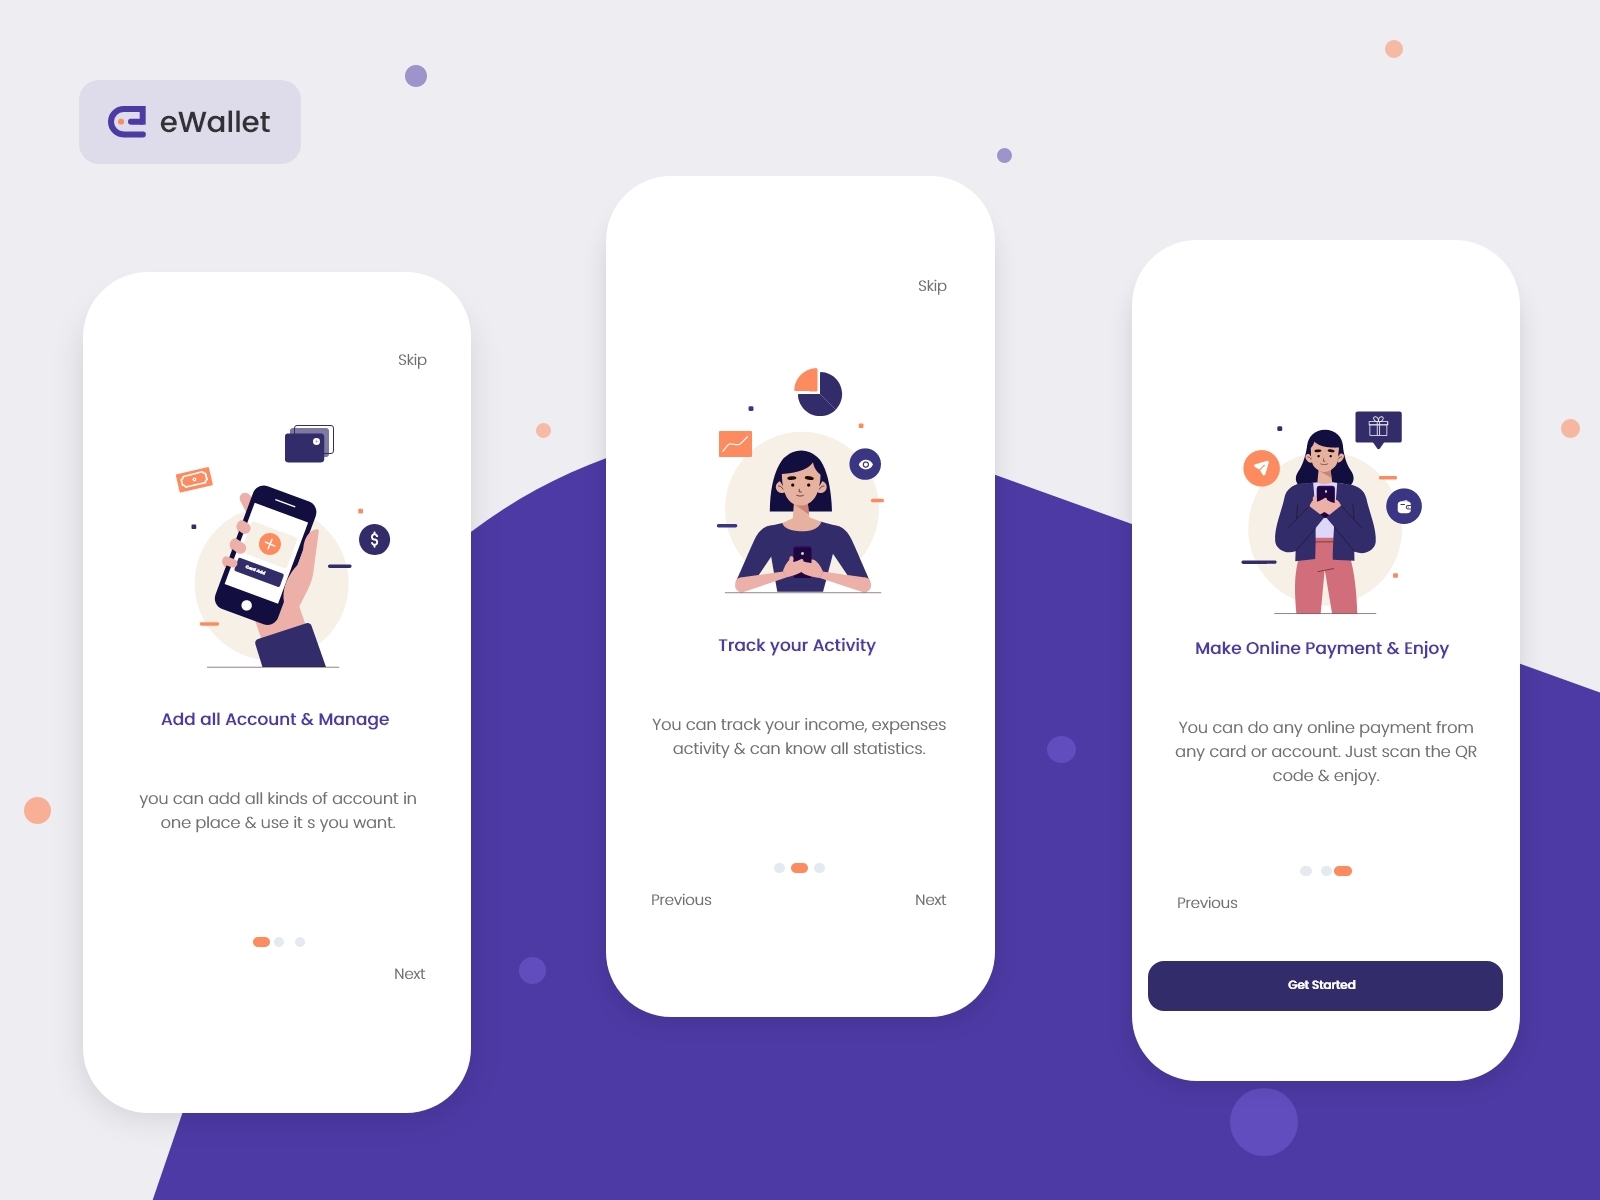 eWallet
Skip
Card Add
Add all Account & Manage
you can add all kinds of account in
one place & use it s you want.
Next
Skip
Track your Activity
You can track your income, expenses
activity & can know all statistics.
Previous
Next
Make Online Payment & Enjoy
You can do any online payment from
any card or account. Just scan the QR
code & enjoy.
Previous
Get Started